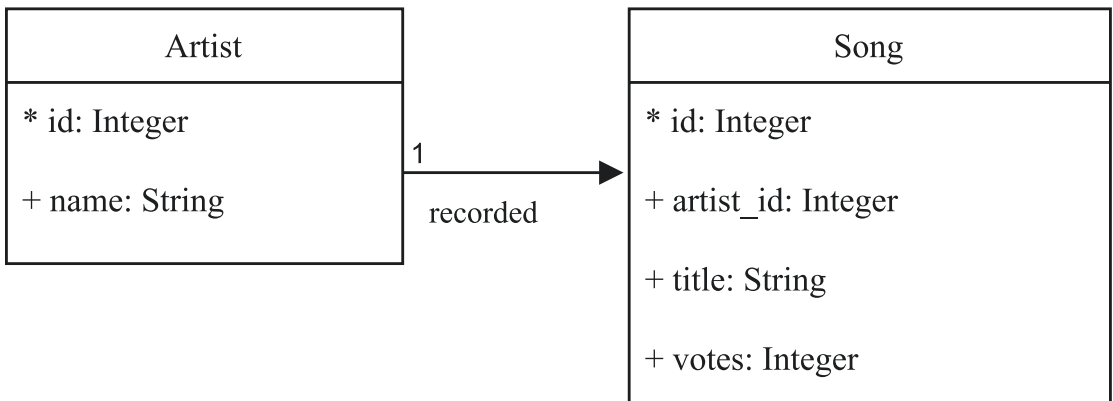 Artist
* id: Integer
+ name: String
1
recorded
Song
* id: Integer
+ artist_id: Integer
+ title: String
+ votes: Integer